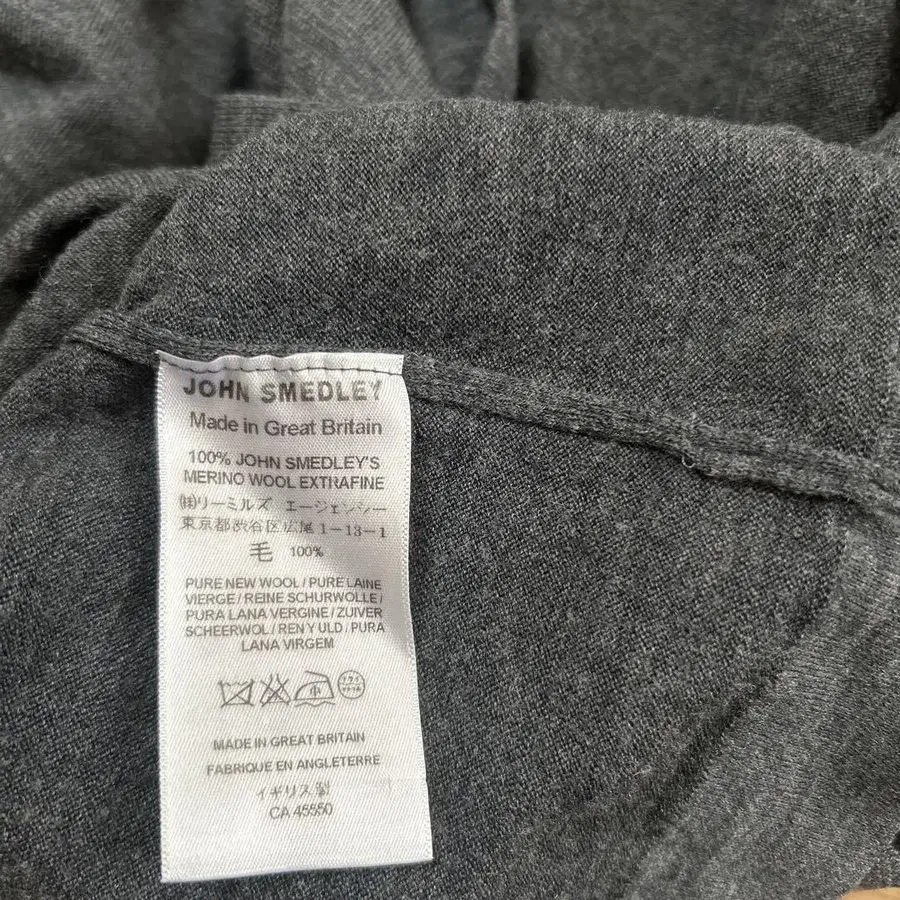 JOHN SMEDLEY
Made in Great Britain
100% JOHN SMEDLEY'S
MERINO WOOL EXTRAFINE
㈱リーミルズ エージェンシー
東京都渋谷区広尾1-13-1
毛 100%
PURE NEW WOOL / PURE LAINE
VIERGE / REINE SCHURWOLLE /
PURA LANA VERGINE / ZUIVER
SCHEERWOL / REN Y ULD / PURA
LANA VIRGEM
MADE IN GREAT BRITAIN
FABRIQUE EN ANGLETERRE
イギリス製
CA 45550